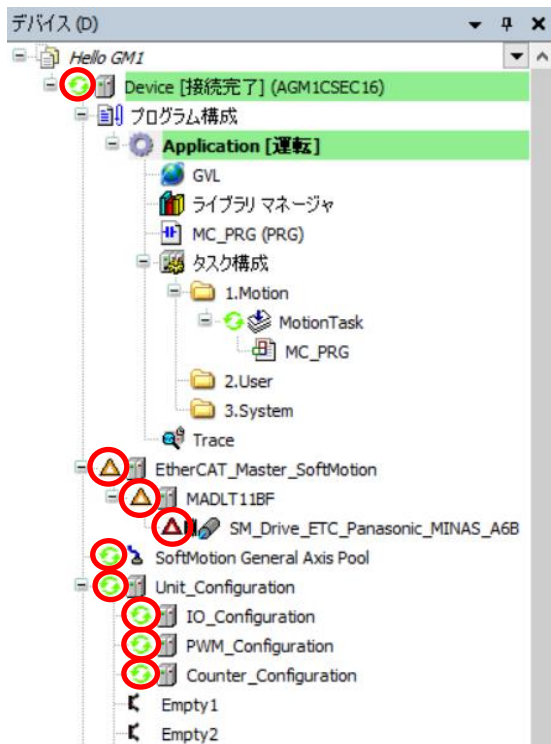 デバイス (D)
Hello GM1
Device [接続完了] (AGM1CSEC16)
プログラム構成
Application [運転]
GVL
ライブラリ マネージャ
MC_PRG (PRG)
タスク構成
1.Motion
MotionTask
MC_PRG
2.User
3.System
Trace
EtherCAT_Master_SoftMotion
MADLT11BF
SM_Drive_ETC_Panasonic_MINAS_A6B
SoftMotion General Axis Pool
Unit_Configuration
IO_Configuration
PWM_Configuration
Counter_Configuration
Empty1
Empty2